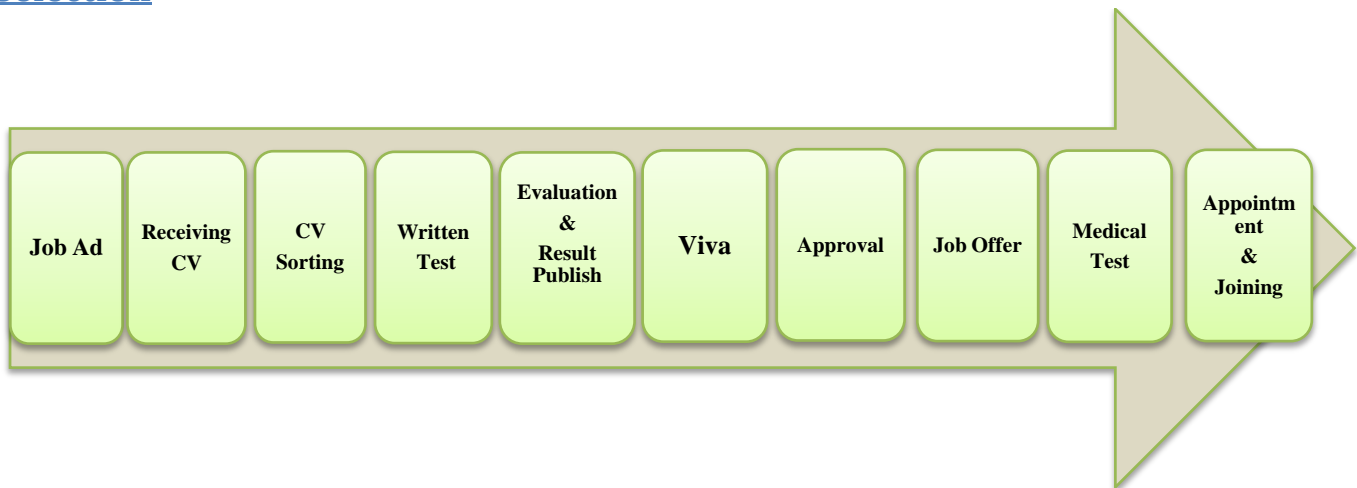 Job Ad
Receiving
CV
CV
Sorting
Written
Test
Evaluation
&
Result
Publish
Viva
Approval
Job Offer
Medical
Test
Appointm
ent
&
Joining